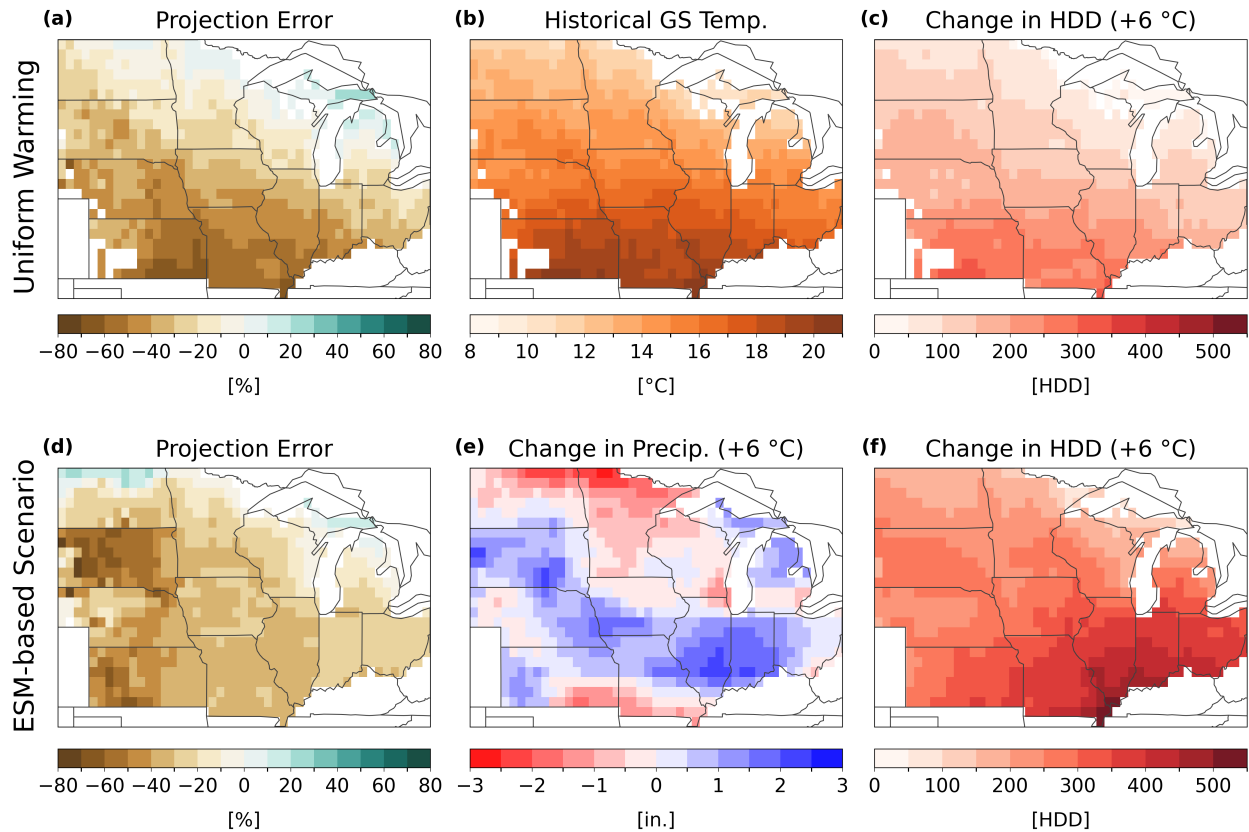 (a) Projection Error
(b) Historical GS Temp.
(c) Change in HDD (+6 °C)
Uniform Warming
−80 −60 −40 −20 0 20 40 60 80
[%]
8 10 12 14 16 18 20
[°C]
0 100 200 300 400 500
[HDD]
(d) Projection Error
(e) Change in Precip. (+6 °C)
(f) Change in HDD (+6 °C)
ESM-based Scenario
−80 −60 −40 −20 0 20 40 60 80
[%]
−3 −2 −1 0 1 2 3
[in.]
0 100 200 300 400 500
[HDD]